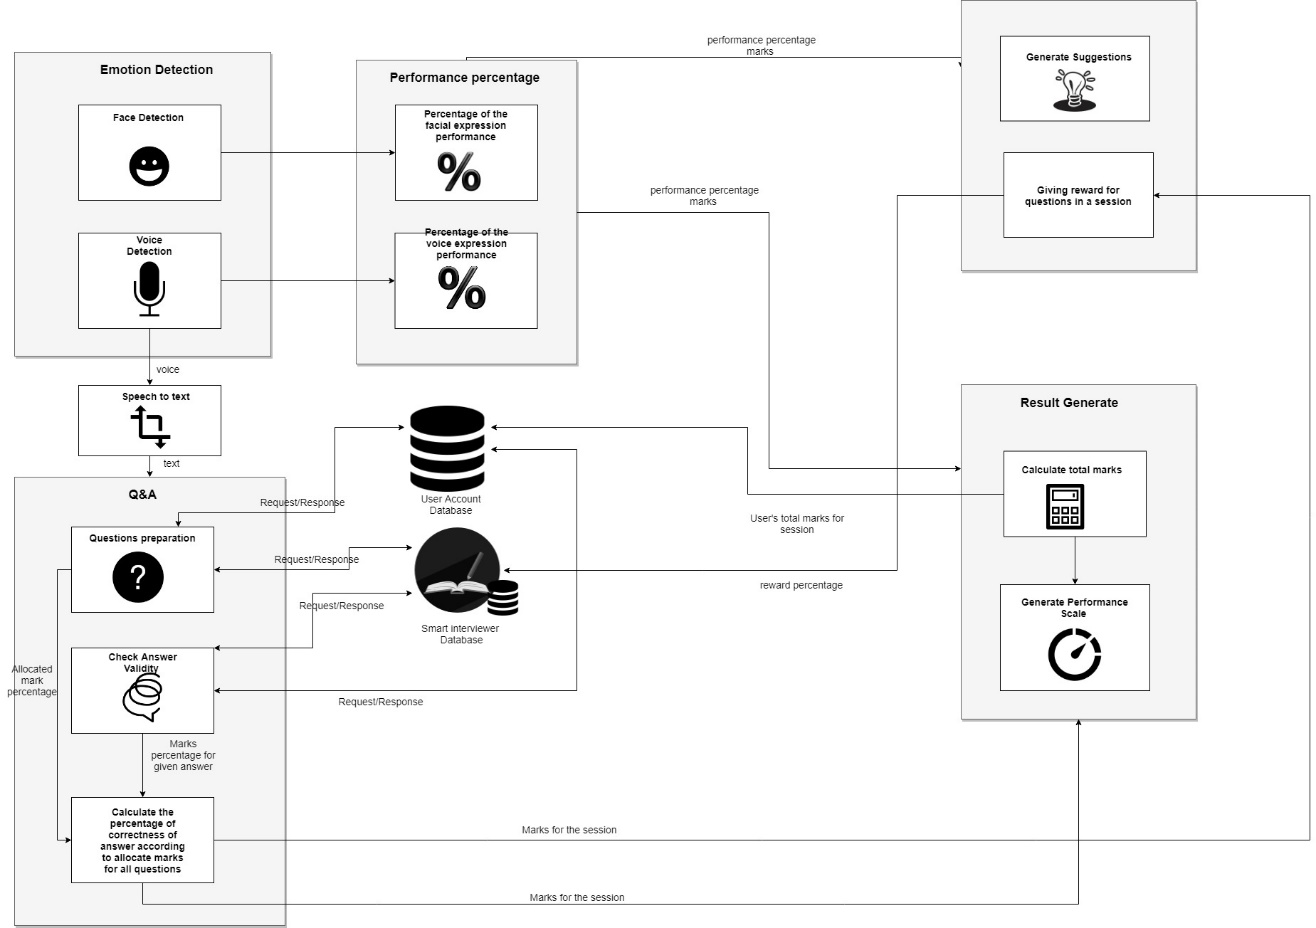 performance percentage
marks
Generate Suggestions
Emotion Detection
Performance percentage
Face Detection
Percentage of the
facial expression
performance
Giving reward for
questions in a session
performance percentage
marks
Voice
Detection
Percentage of the
voice expression
performance
voice
Speech to text
text
Result Generate
Calculate total marks
Q&A
Request/Response
User Account
Database
User's total marks for
session
Questions preparation
?
Request/Response
reward percentage
Request/Response
Generate Performance
Scale
Smart interviewer
Database
Check Answer
Validity
Allocated
mark
percentage
Request/Response
Marks
percentage for
given answer
Calculate the
percentage of
correctness of
answer according
to allocate marks
for all questions
Marks for the session
Marks for the session